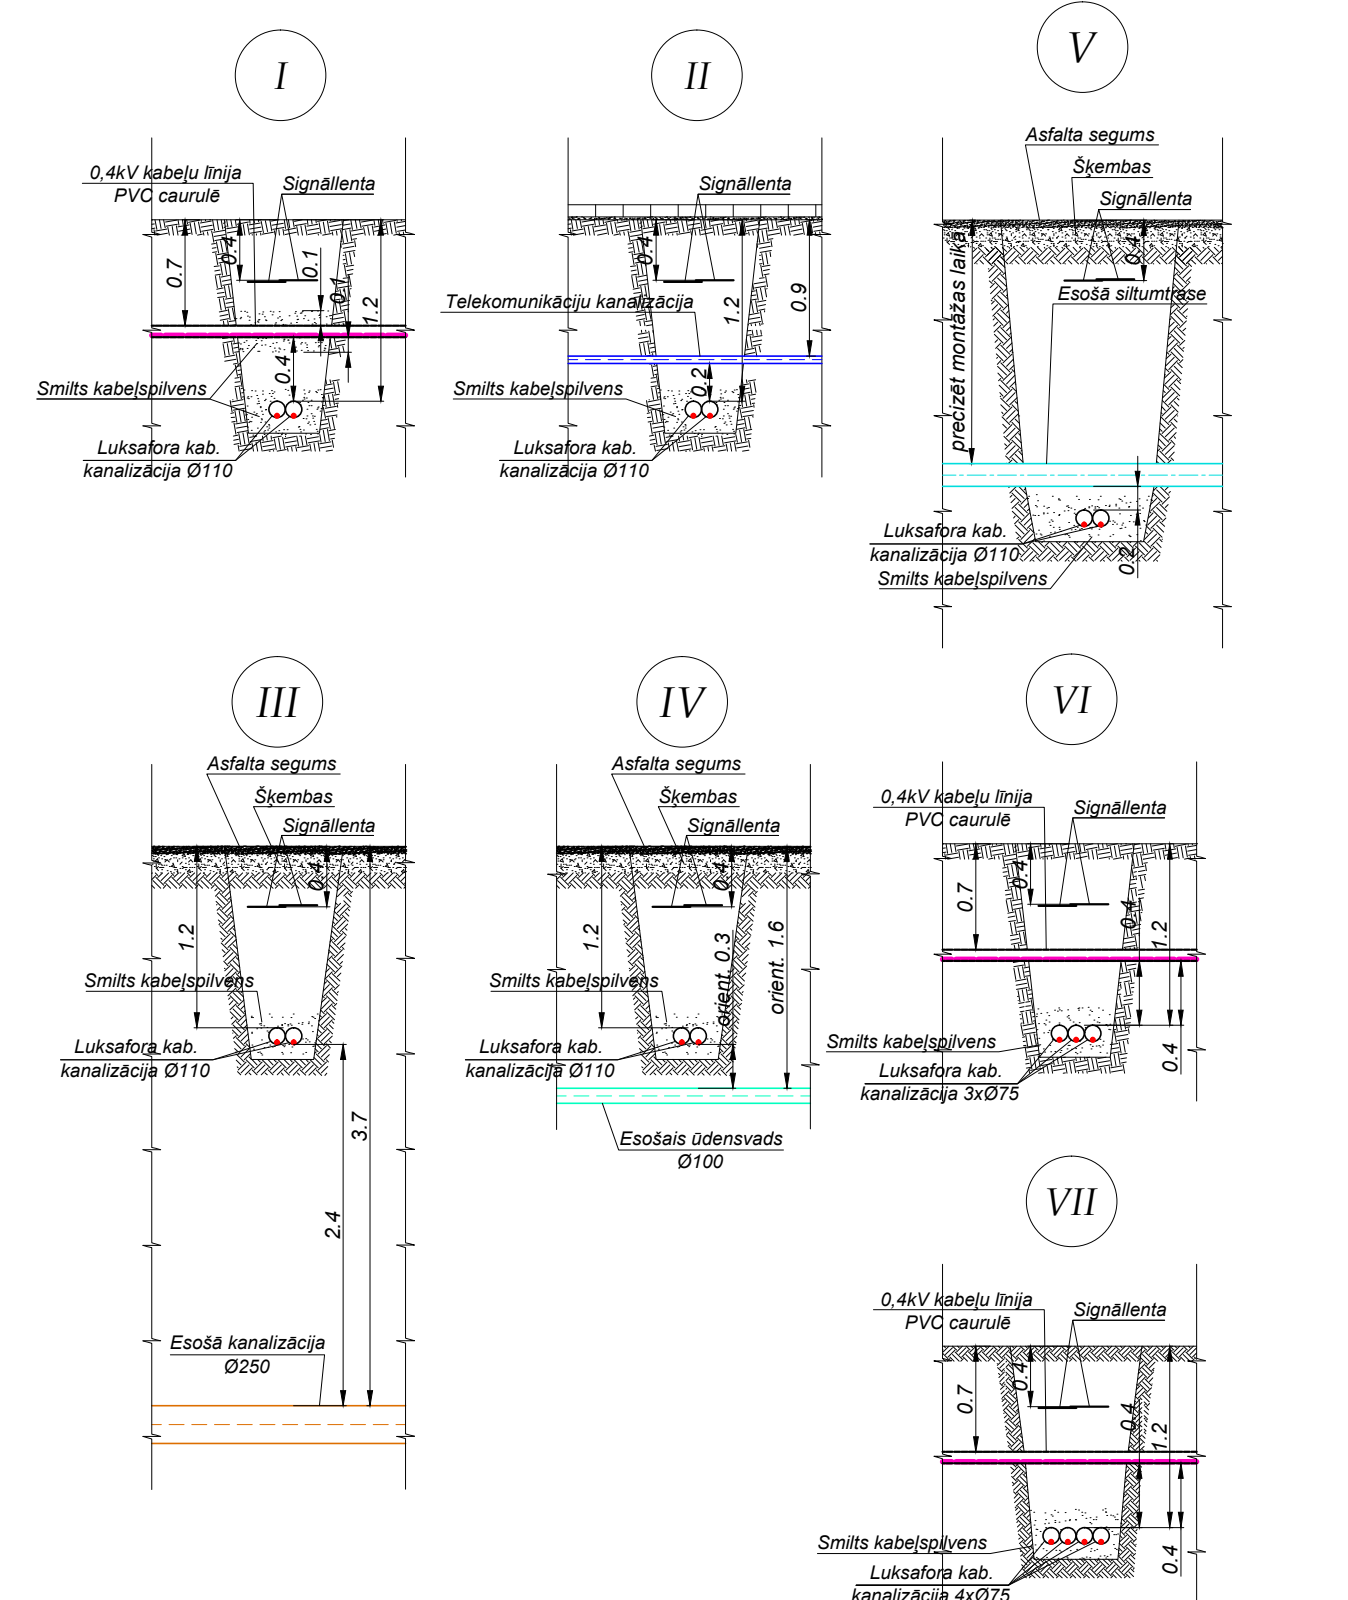 I
0,4kV kabeļu līnija
PVC caurulē
Signāllenta
0.7
0.4
0.1
0.1
1.2
0.4
Smilts kabeļspilvens
Luksafora kab.
kanalizācija Ø110
II
Signāllenta
0.4
Telekomunikāciju kanalizācija
1.2
0.9
0.2
Smilts kabeļspilvens
Luksafora kab.
kanalizācija Ø110
V
Asfalta segums
Šķembas
Signāllenta
0.4
precizēt montāžas laikā
Esošā siltumtrase
Luksafora kab.
kanalizācija Ø110
0.2
Smilts kabeļspilvens
III
Asfalta segums
Šķembas
Signāllenta
0.4
1.2
Smilts kabeļspilvens
Luksafora kab.
kanalizācija Ø110
3.7
2.4
Esošā kanalizācija
Ø250
IV
Asfalta segums
Šķembas
Signāllenta
0.4
1.2
orient. 0.3
orient. 1.6
Smilts kabeļspilvens
Luksafora kab.
kanalizācija Ø110
Esošais ūdensvads
Ø100
VI
0,4kV kabeļu līnija
PVC caurulē
Signāllenta
0.7
0.4
0.4
1.2
Smilts kabeļspilvens
0.4
Luksafora kab.
kanalizācija 3xØ75
VII
0,4kV kabeļu līnija
PVC caurulē
Signāllenta
0.7
0.4
0.4
1.2
Smilts kabeļspilvens
0.4
Luksafora kab.
kanalizācija 4xØ75